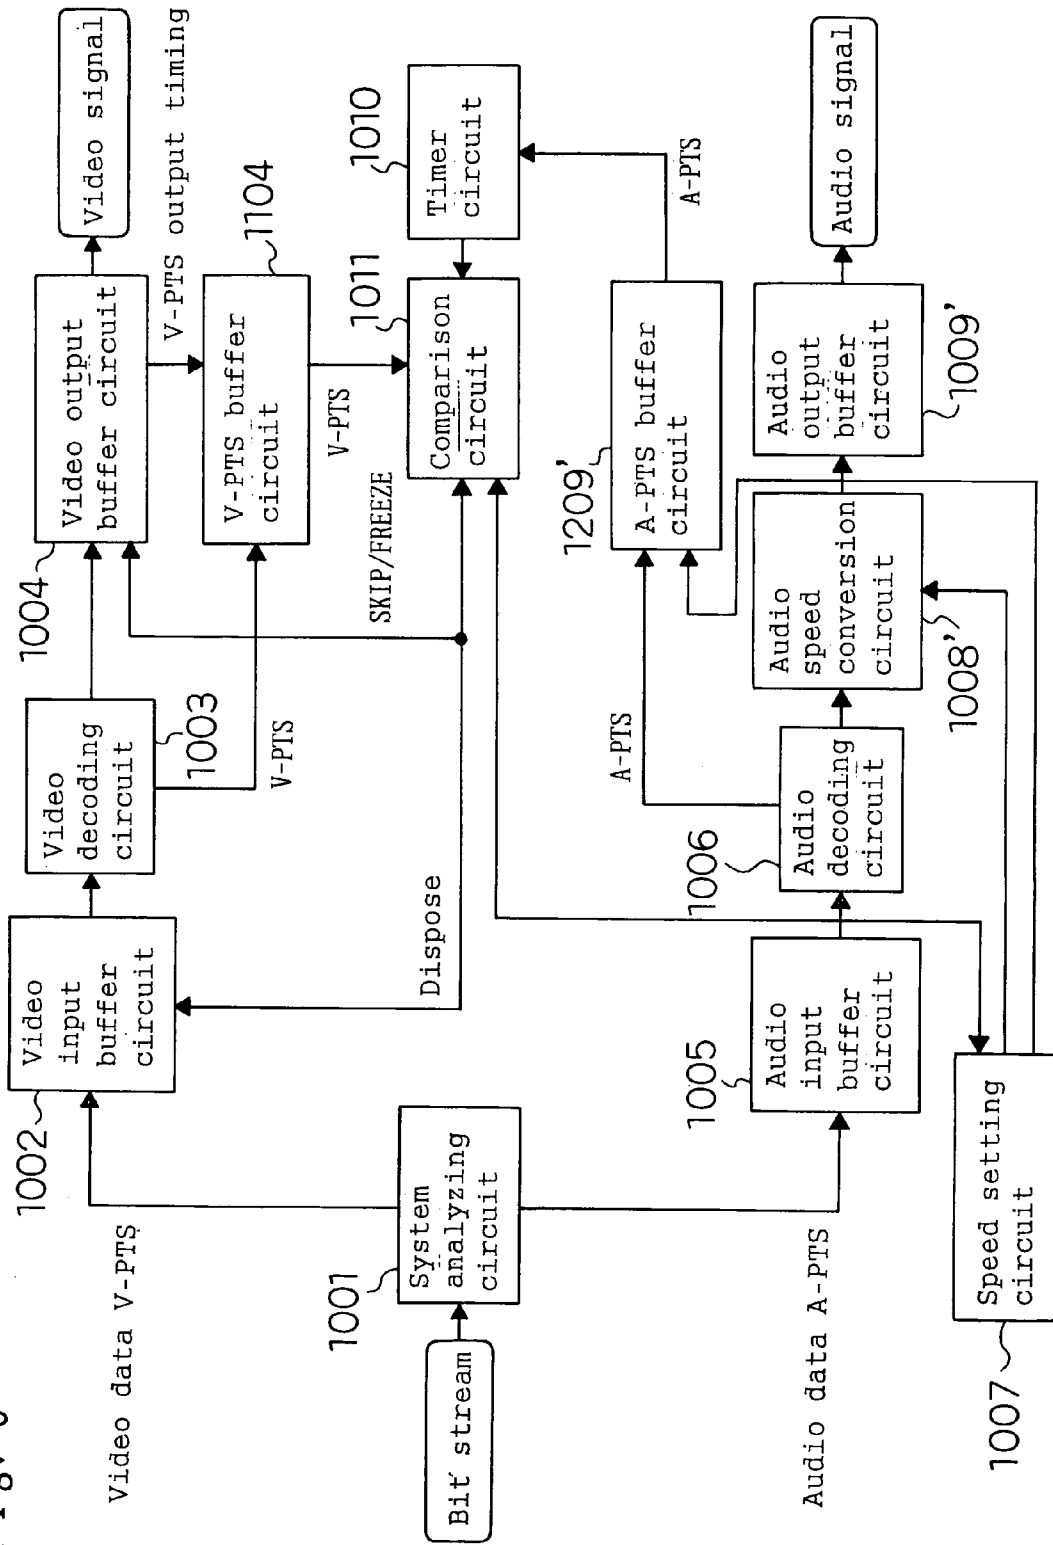 Bit stream
1001
System
analyzing
circuit
Video data V-PTS
Audio data A-PTS
1002
Video
input
buffer
circuit
Video
decoding
circuit
1003
V-PTS
1004
Video output
buffer circuit
Video signal
V-PTS output timing
V-PTS buffer
circuit
1104
V-PTS
SKIP/FREEZE
Dispose
Comparison
circuit
1011
Timer
circuit
1010
A-PTS
1209'
A-PTS buffer
circuit
A-PTS
1005
Audio
input
buffer
circuit
1006
Audio
decoding
circuit
Audio
speed
conversion
circuit
1008'
Audio
output
buffer
circuit
1009'
Audio signal
1007
Speed setting
circuit